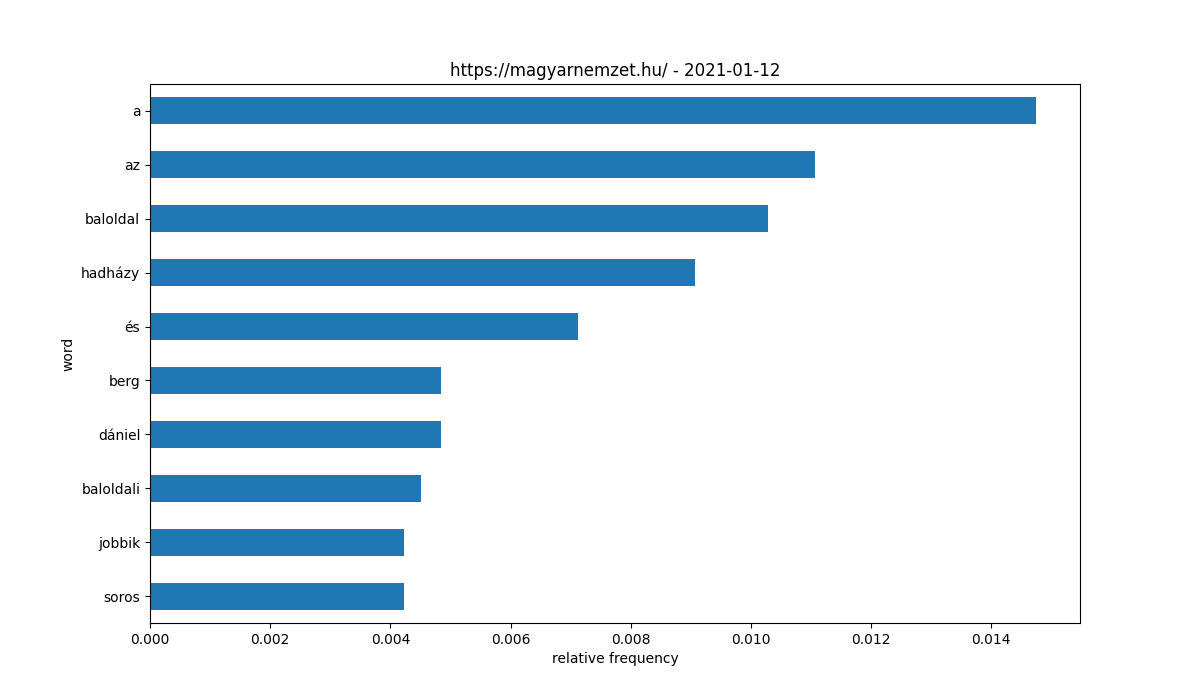 https://magyarnemzet.hu/ - 2021-01-12
a
az
baloldal
hadházy
és
berg
dániel
baloldali
jobbik
soros
word
0.000 0.002 0.004 0.006 0.008 0.010 0.012 0.014
relative frequency